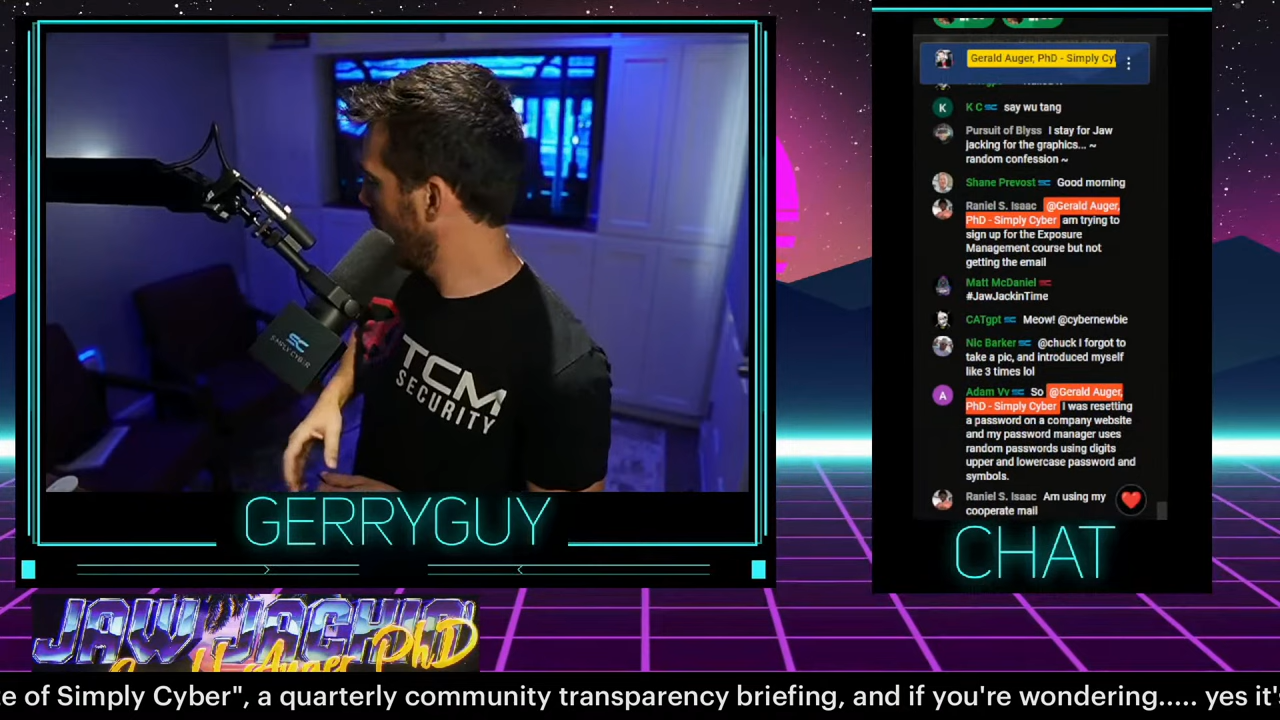 SIMPLY CYBER
TCM
SECURITY
GERRYGUY
JAW JACKIN'
PhD
Gerald Auger, PhD - Simply Cy
K
K C say wu tang
Pursuit of Blyss I stay for Jaw
jacking for the graphics... ~
random confession ~
Shane Prevost Good morning
Raniel S. Isaac @Gerald Auger,
PhD - Simply Cyber am trying to
sign up for the Exposure
Management course but not
getting the email
Matt McDaniel
#JawJackinTime
CATgpt Meow! @cybernewbie
Nic Barker @chuck I forgot to
take a pic, and introduced myself
like 3 times lol
A
Adam Vy So @Gerald Auger,
PhD - Simply Cyber I was resetting
a password on a company website
and my password manager uses
random passwords using digits
upper and lowercase password and
symbols.
Raniel S. Isaac Am using my
cooperate mail
CHAT
e of Simply Cyber", a quarterly community transparency briefing, and if you're wondering..... yes it'